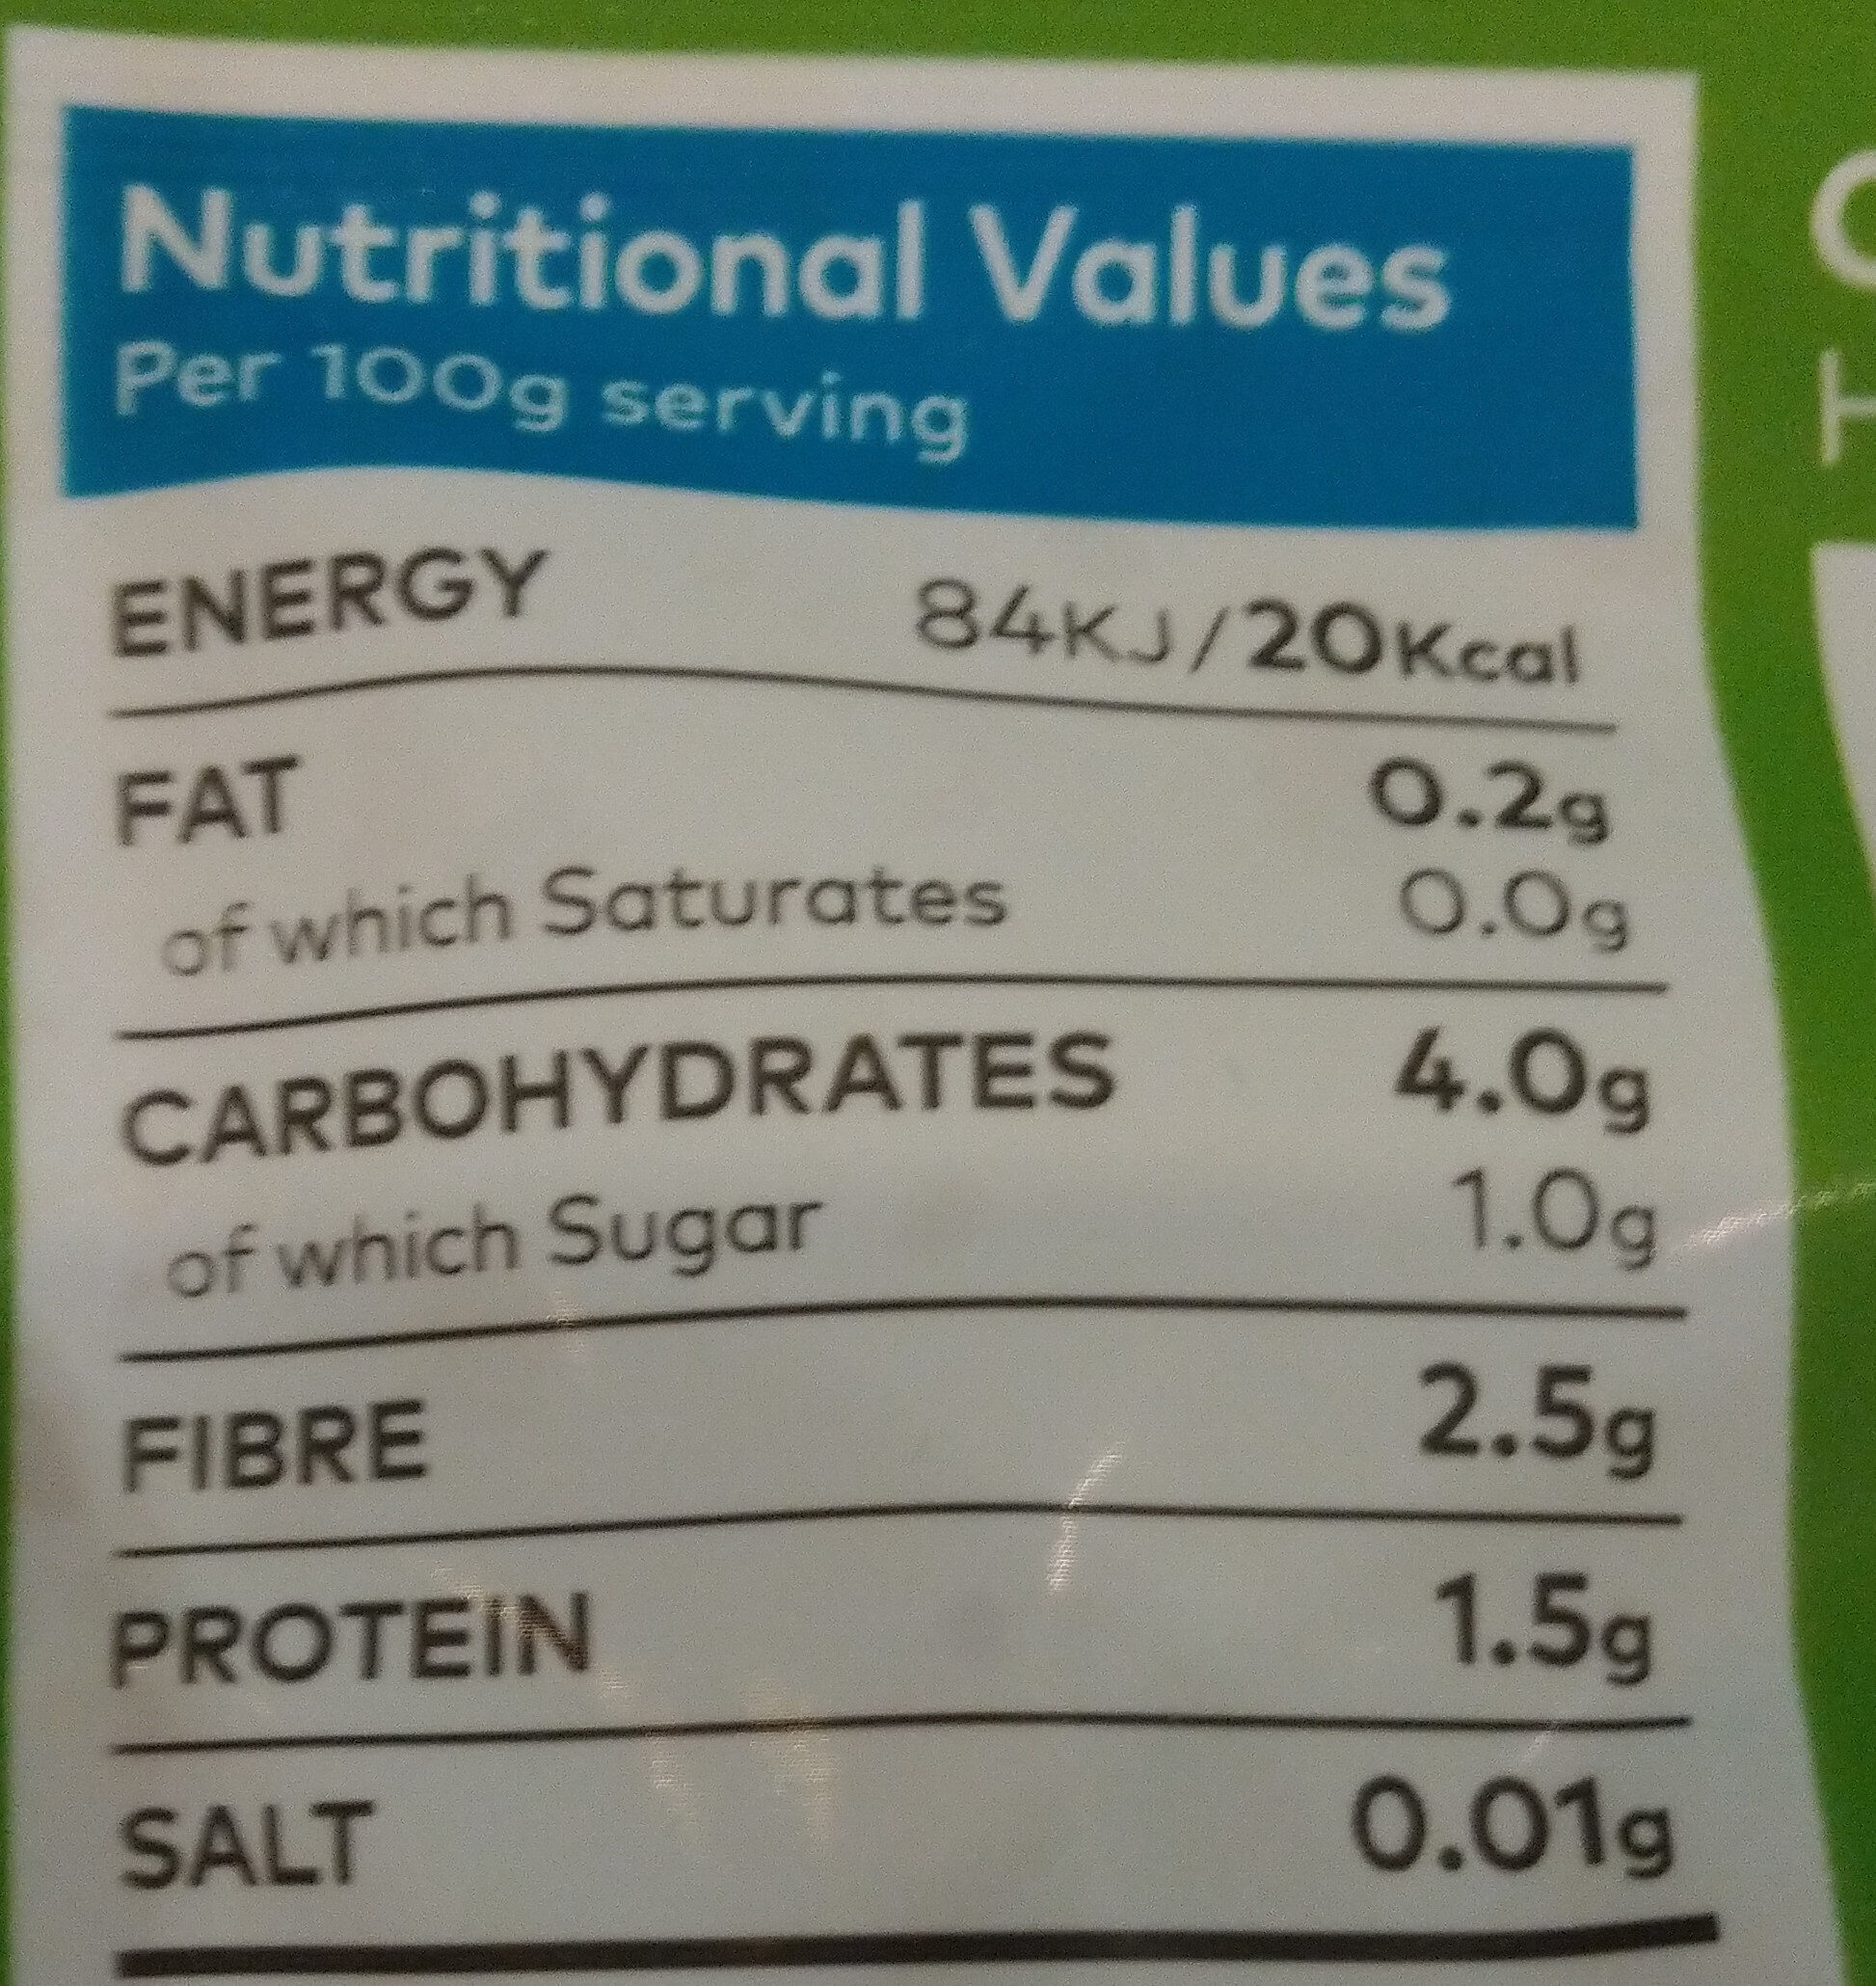 Nutritional Values
Per 100g serving
ENERGY 84KJ/20Kcal
FAT 0.2g
of which Saturates 0.0g
CARBOHYDRATES 4.0g
of which Sugar 1.0g
FIBRE 2.5g
PROTEIN 1.5g
SALT 0.01g